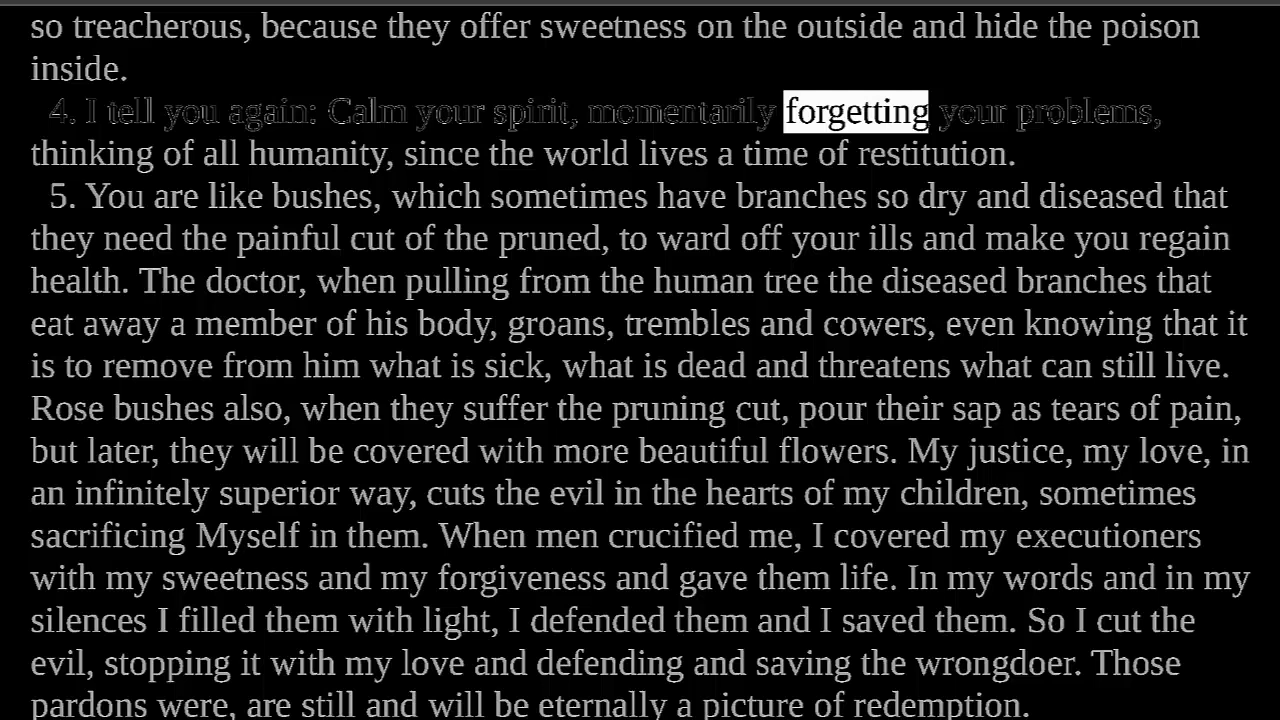 so treacherous, because they offer sweetness on the outside and hide the poison
inside.
4. I tell you again: Calm your spirit, momentarily forgetting your problems,
thinking of all humanity, since the world lives a time of restitution.
5. You are like bushes, which sometimes have branches so dry and diseased that
they need the painful cut of the pruned, to ward off your ills and make you regain
health. The doctor, when pulling from the human tree the diseased branches that
eat away a member of his body, groans, trembles and cowers, even knowing that it
is to remove from him what is sick, what is dead and threatens what can still live.
Rose bushes also, when they suffer the pruning cut, pour their sap as tears of pain,
but later, they will be covered with more beautiful flowers. My justice, my love, in
an infinitely superior way, cuts the evil in the hearts of my children, sometimes
sacrificing Myself in them. When men crucified me, I covered my executioners
with my sweetness and my forgiveness and gave them life. In my words and in my
silences I filled them with light, I defended them and I saved them. So I cut the
evil, stopping it with my love and defending and saving the wrongdoer. Those
pardons were, are still and will be eternally a picture of redemption.